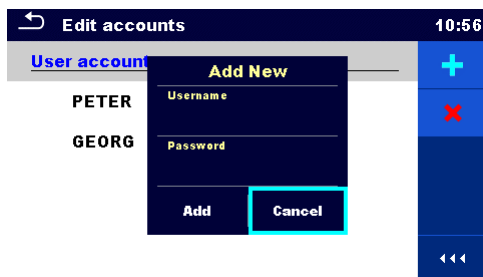 Edit accounts 10:56
User account
Add New
PETER
Username
GEORG
Password
Add Cancel